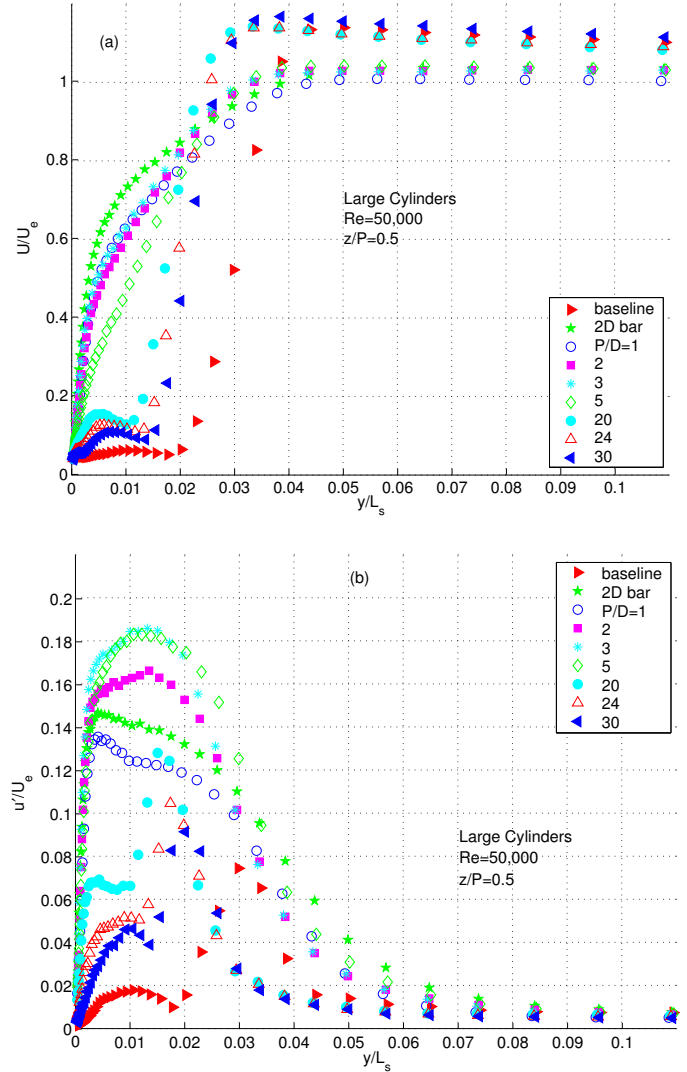 (a)
1
0.8
0.6
0.4
0.2
0
U/U_e
Large Cylinders
Re=50,000
z/P=0.5
baseline
2D bar
P/D=1
2
3
5
20
24
30
0 0.01 0.02 0.03 0.04 0.05 0.06 0.07 0.08 0.09 0.1
y/L_s
(b)
0.2
0.18
0.16
0.14
0.12
0.1
0.08
0.06
0.04
0.02
0
u'/U_e
baseline
2D bar
P/D=1
2
3
5
20
24
30
Large Cylinders
Re=50,000
z/P=0.5
0 0.01 0.02 0.03 0.04 0.05 0.06 0.07 0.08 0.09 0.1
y/L_s